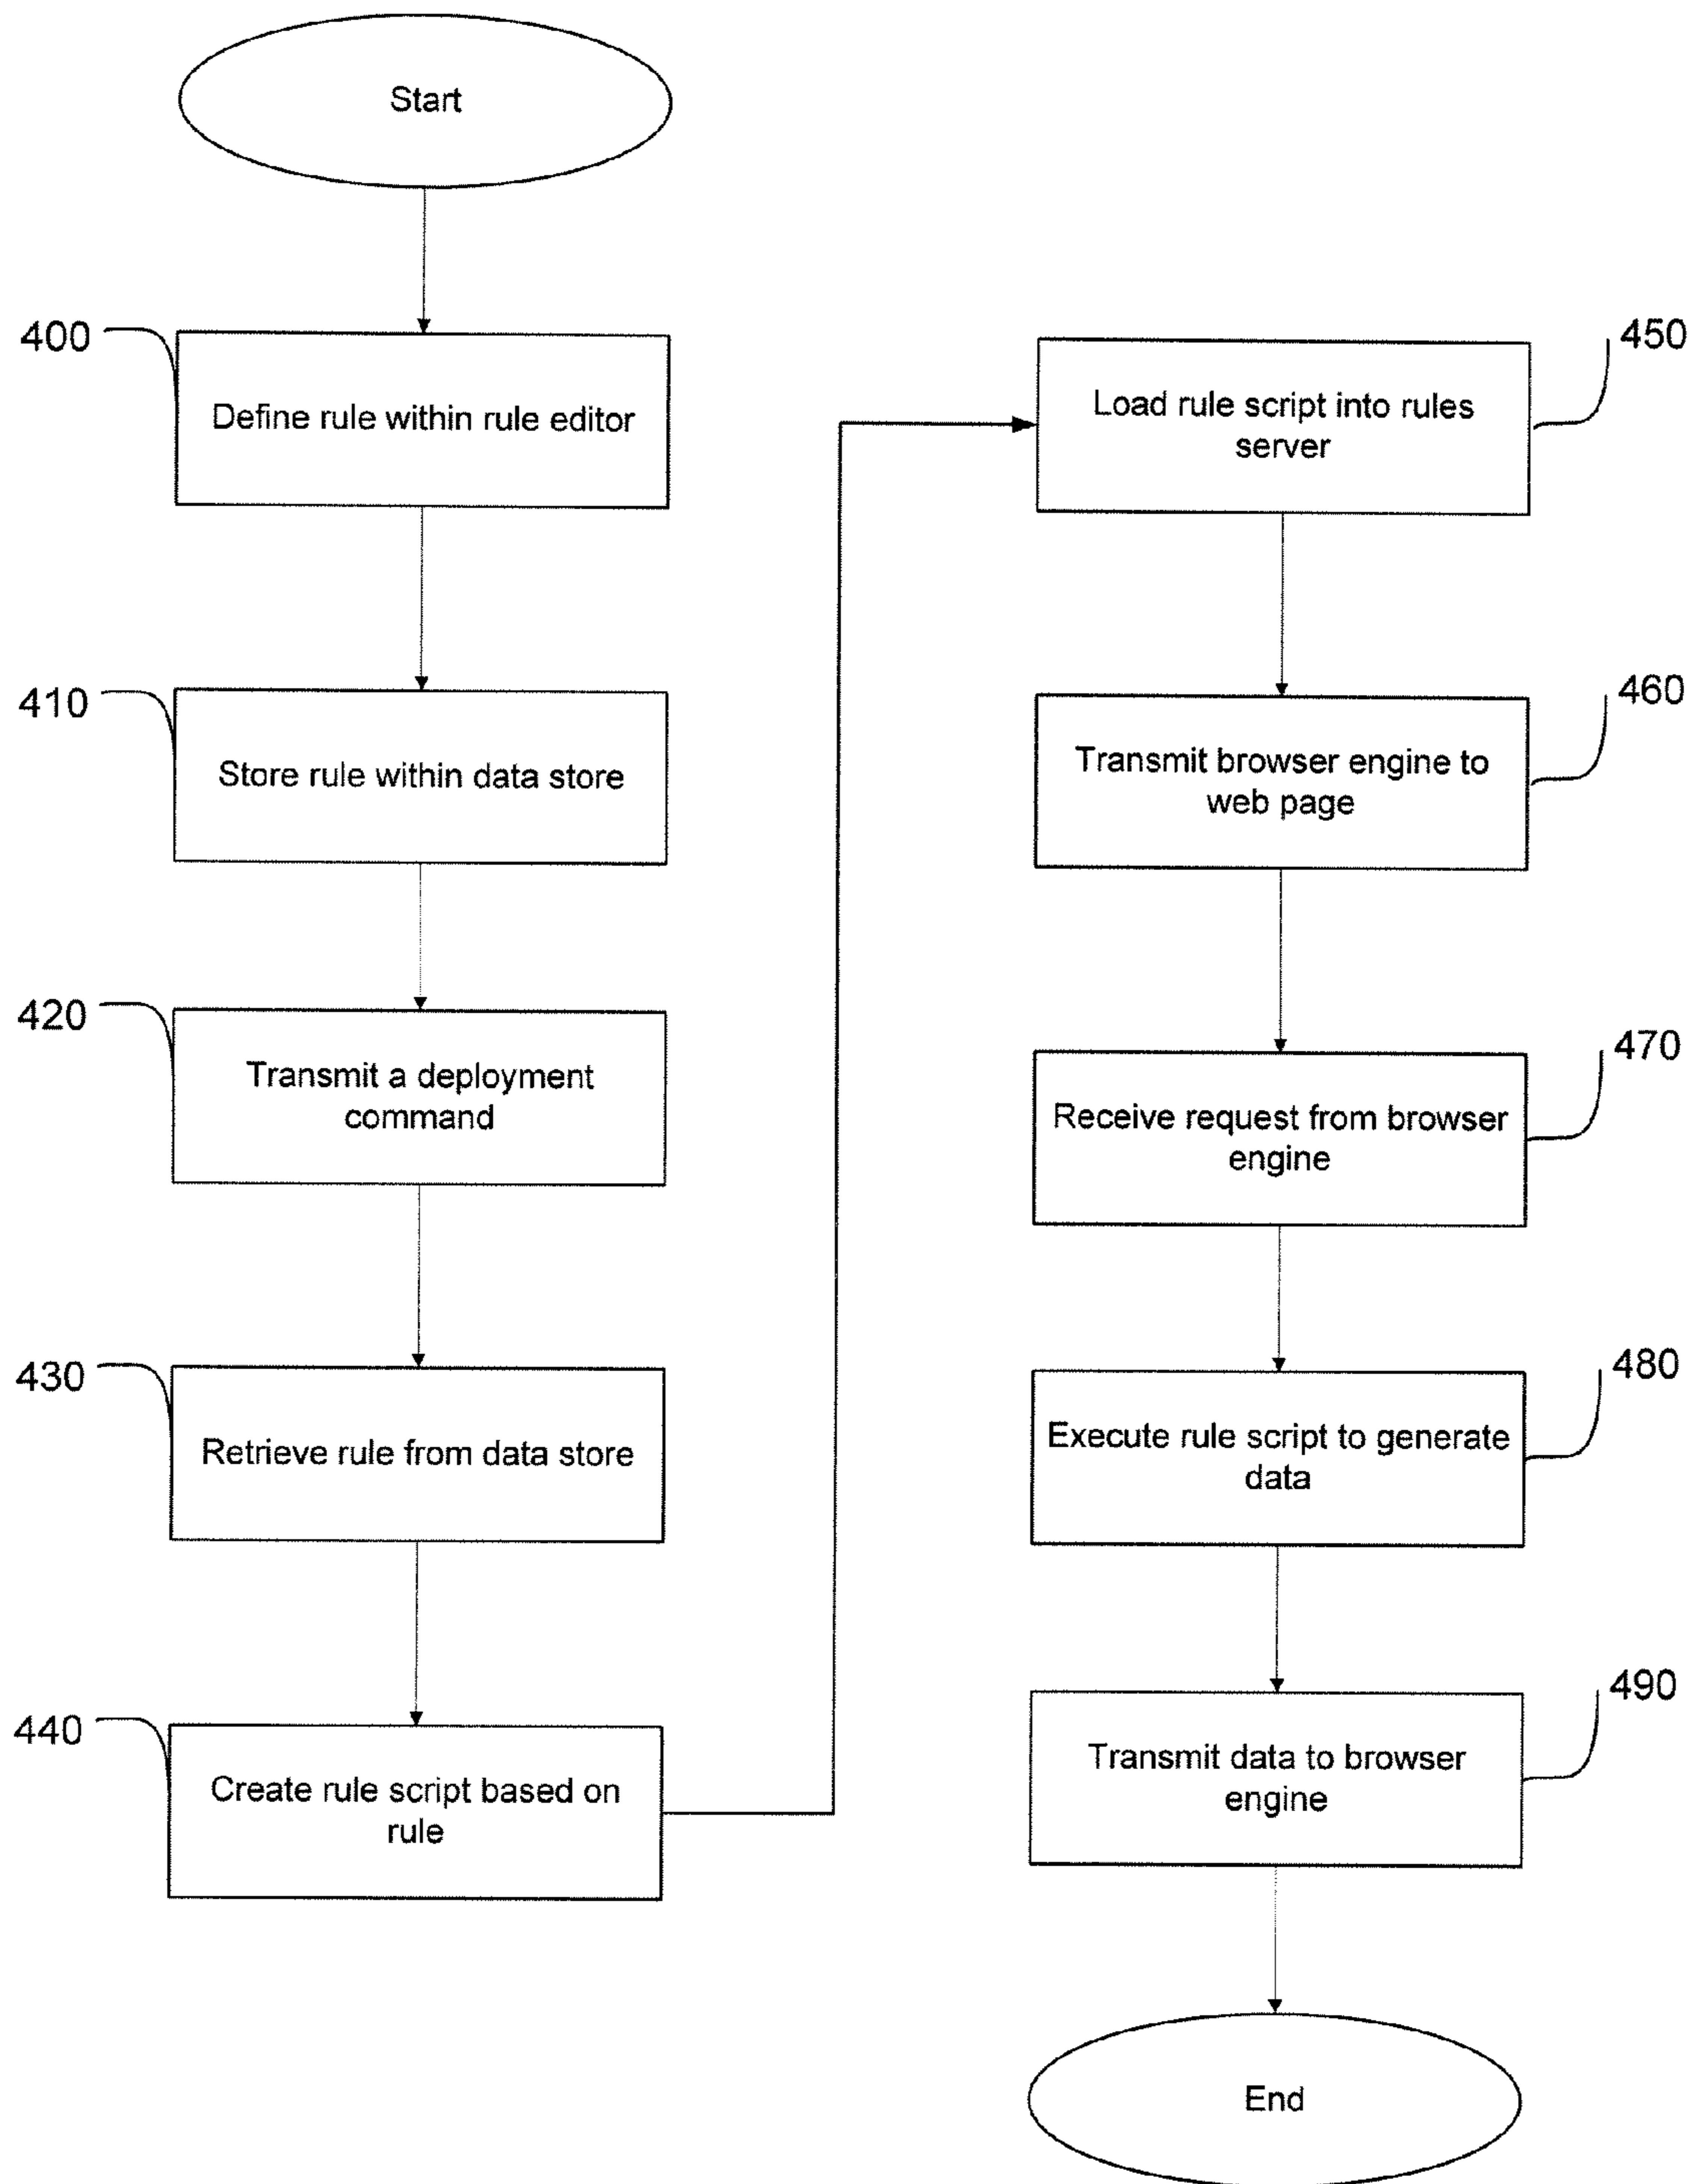 Start
400
Define rule within rule editor
410
Store rule within data store
420
Transmit a deployment
command
430
Retrieve rule from data store
440
Create rule script based on
rule
450
Load rule script into rules
server
460
Transmit browser engine to
web page
470
Receive request from browser
engine
480
Execute rule script to generate
data
490
Transmit data to browser
engine
End